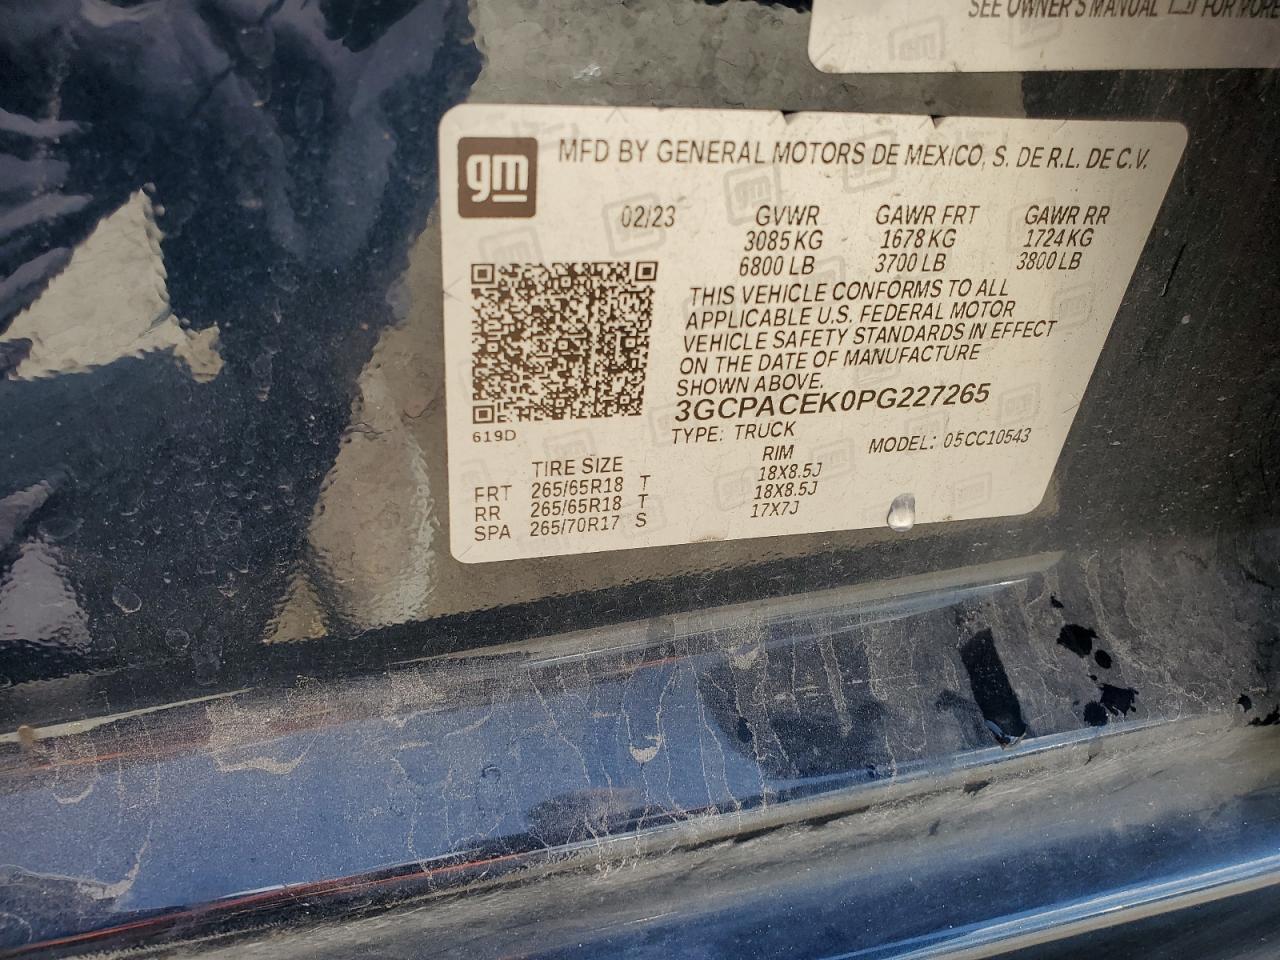 SEE OWNER'S MANUAL FOR MORE
gm
MFD BY GENERAL MOTORS DE MEXICO, S. DE R.L. DE C.V.
02/23 GVWR GAWR FRT GAWR RR
3085 KG 1678 KG 1724 KG
6800 LB 3700 LB 3800 LB
THIS VEHICLE CONFORMS TO ALL
APPLICABLE U.S. FEDERAL MOTOR
VEHICLE SAFETY STANDARDS IN EFFECT
ON THE DATE OF MANUFACTURE
SHOWN ABOVE.
3GCPACEK0PG227265
619D
TYPE: TRUCK MODEL: 05CC10543
TIRE SIZE RIM
FRT 265/65R18 T 18X8.5J
RR 265/65R18 T 18X8.5J
SPA 265/70R17 S 17X7J